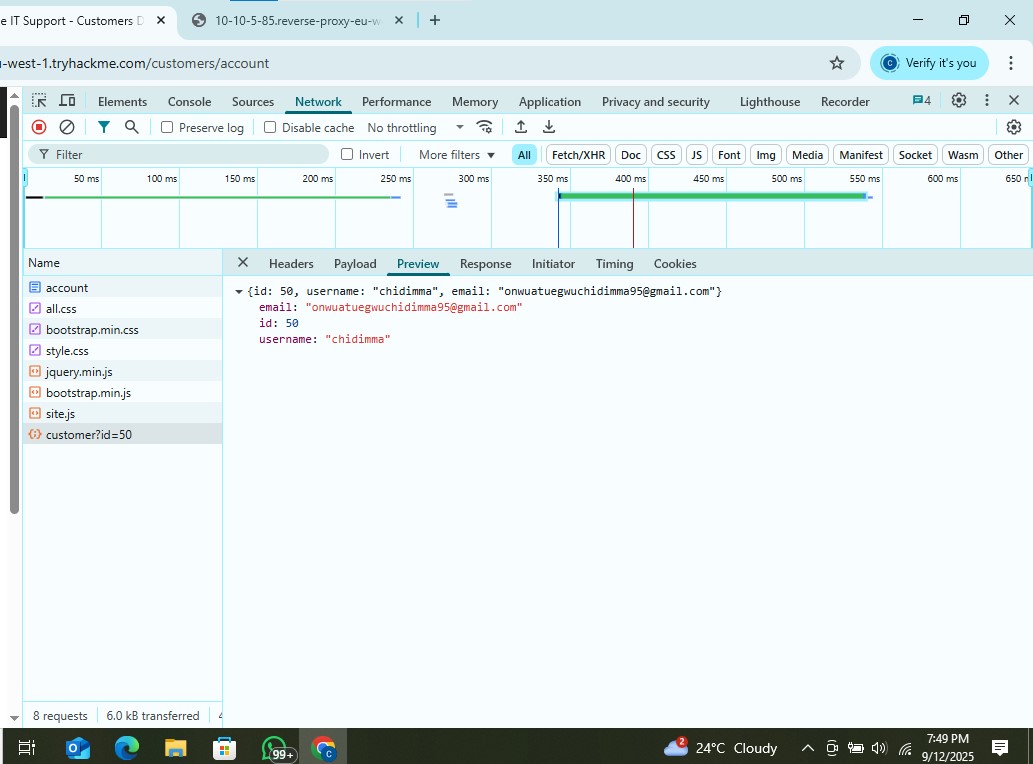 e IT Support - Customers D
10-10-5-85.reverse-proxy-eu-w
-west-1.tryhackme.com/customers/account
Verify it's you
Elements Console Sources Network Performance Memory Application Privacy and security Lighthouse Recorder 4
Preserve log Disable cache No throttling
Filter Invert More filters All Fetch/XHR Doc CSS JS Font Img Media Manifest Socket Wasm Other
50 ms 100 ms 150 ms 200 ms 250 ms 300 ms 350 ms 400 ms 450 ms 500 ms 550 ms 600 ms 650
Name
Headers Payload Preview Response Initiator Timing Cookies
account
all.css
bootstrap.min.css
style.css
jquery.min.js
bootstrap.min.js
site.js
customer?id=50
{id: 50, username: "chidimma", email: "onwuatuegwuchidimma95@gmail.com"}
email: "onwuatuegwuchidimma95@gmail.com"
id: 50
username: "chidimma"
8 requests 6.0 kB transferred
99+
2
24°C Cloudy
7:49 PM
9/12/2025